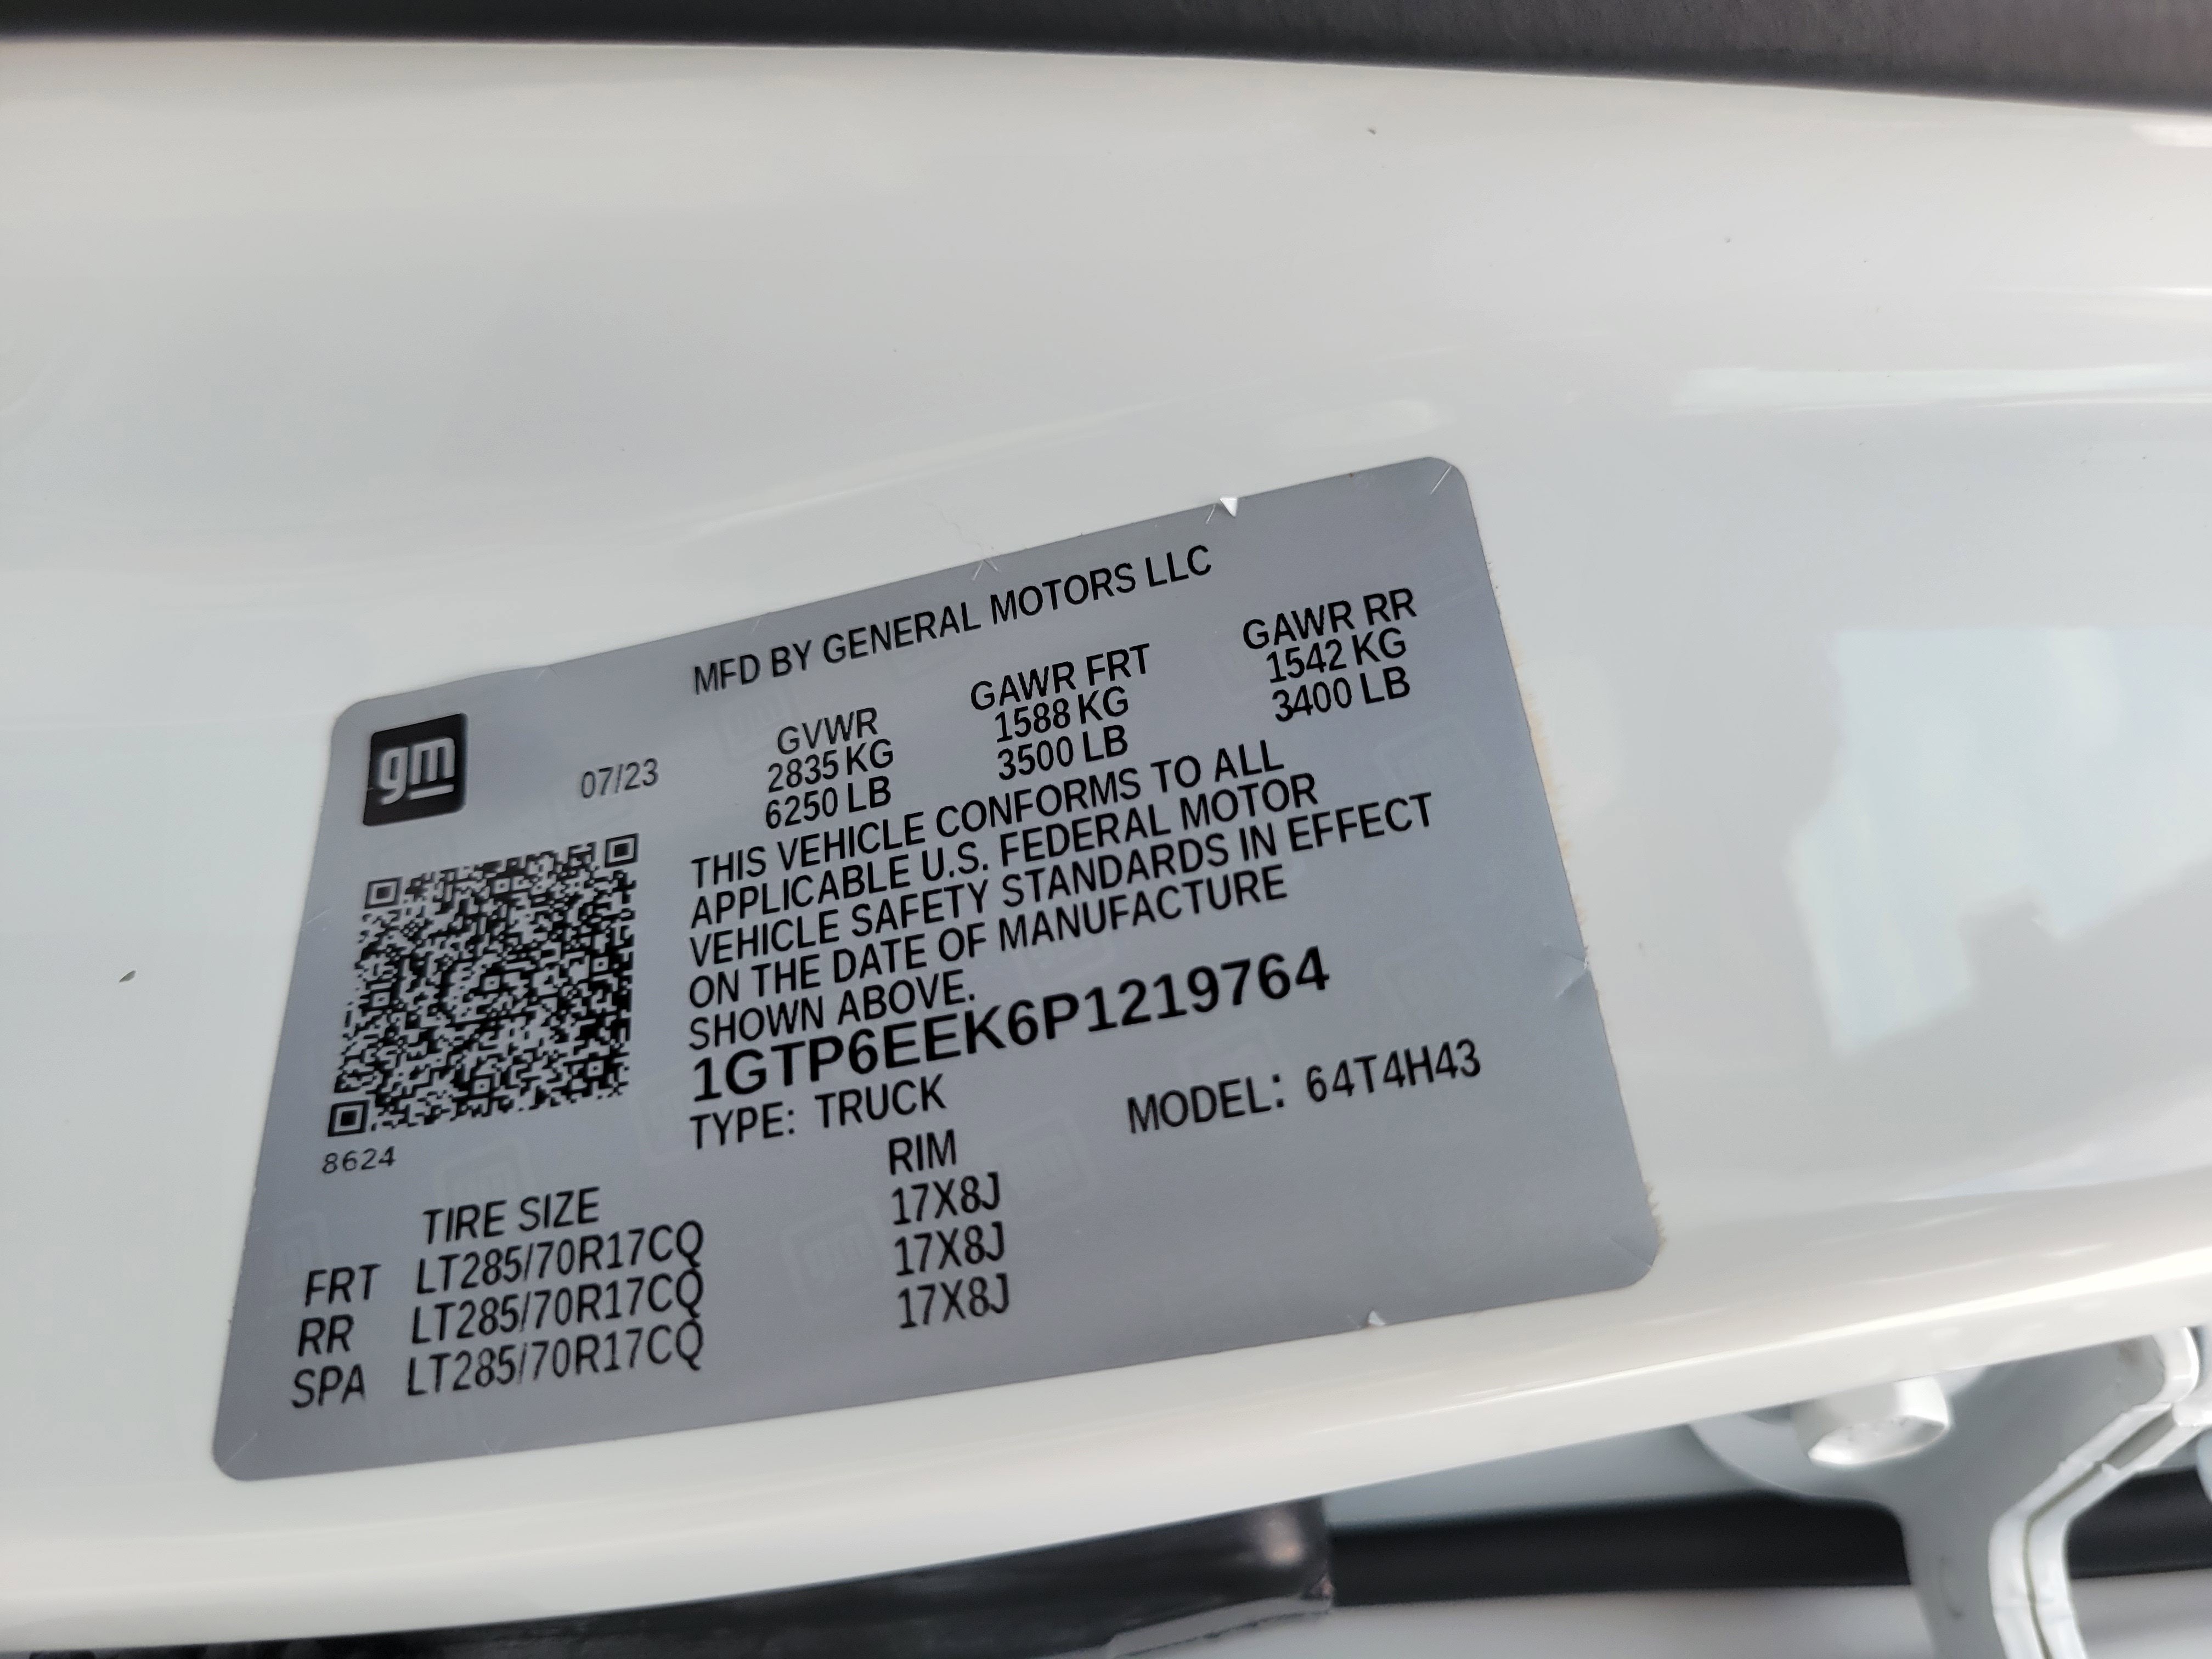 MFD BY GENERAL MOTORS LLC
gm
07/23
GVWR GAWR FRT GAWR RR
2835 KG 1588 KG 1542 KG
6250 LB 3500 LB 3400 LB
THIS VEHICLE CONFORMS TO ALL
APPLICABLE U.S. FEDERAL MOTOR
VEHICLE SAFETY STANDARDS IN EFFECT
ON THE DATE OF MANUFACTURE
SHOWN ABOVE.
1GTP6EEK6P1219764
TYPE: TRUCK MODEL: 64T4H43
8624
TIRE SIZE RIM
FRT LT285/70R17CQ 17X8J
RR LT285/70R17CQ 17X8J
SPA LT285/70R17CQ 17X8J